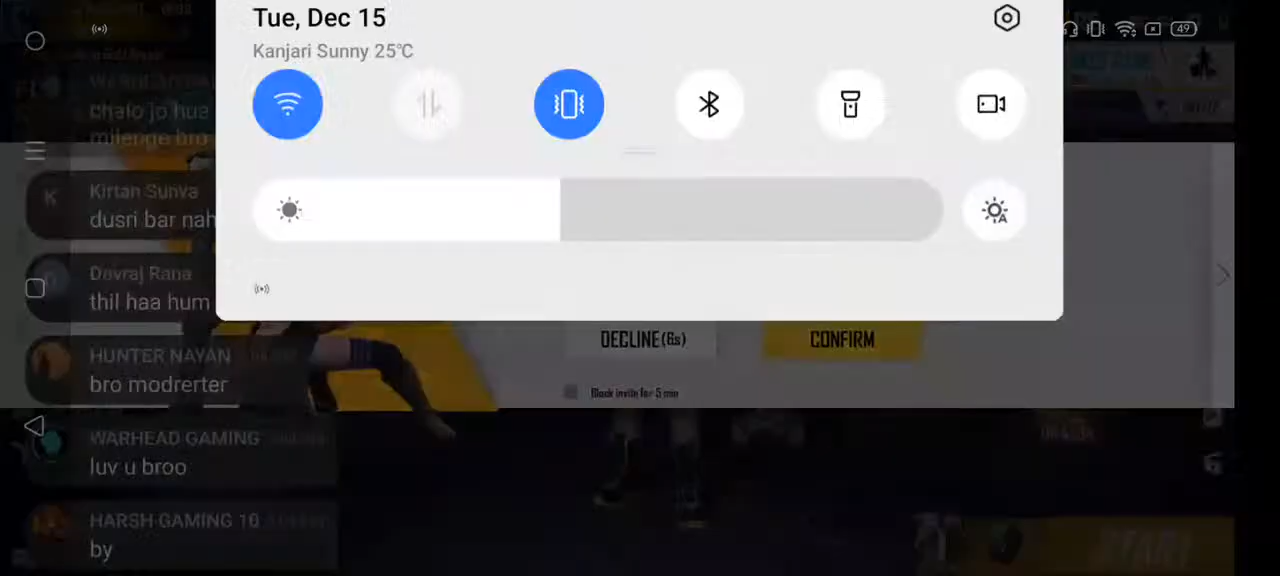 Tue, Dec 15
Kanjari Sunny 25°C
49
chalo jo hua
milenge bro
K
Kirtan Sunva
dusri bar nah
Devraj Rana
thil haa hum
DECLINE(6s)
CONFIRM
HUNTER NAYAN
bro modrerter
Block invite for 5 min
WARHEAD GAMING
luv u broo
HARSH GAMING 10
by
START